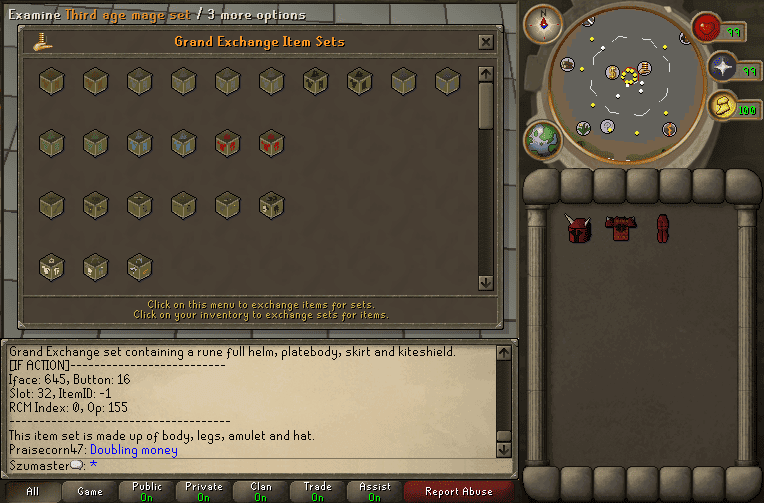 Examine Third age mage set / 3 more options
Grand Exchange Item Sets
Click on this menu to exchange items for sets.
Click on your inventory to exchange sets for items.
99
99
100
Grand Exchange set containing a rune full helm, platebody, skirt and kiteshield.
[IF ACTION]--------------------------
Iface: 645, Button: 16
Slot: 32, ItemID: -1
RCM Index: 0, Op: 155
-------------------------------------
This item set is made up of body, legs, amulet and hat.
Praisecorn47: Doubling money
Szumaster: *
All
Game
Public
On
Private
On
Clan
On
Trade
On
Assist
On
Report Abuse